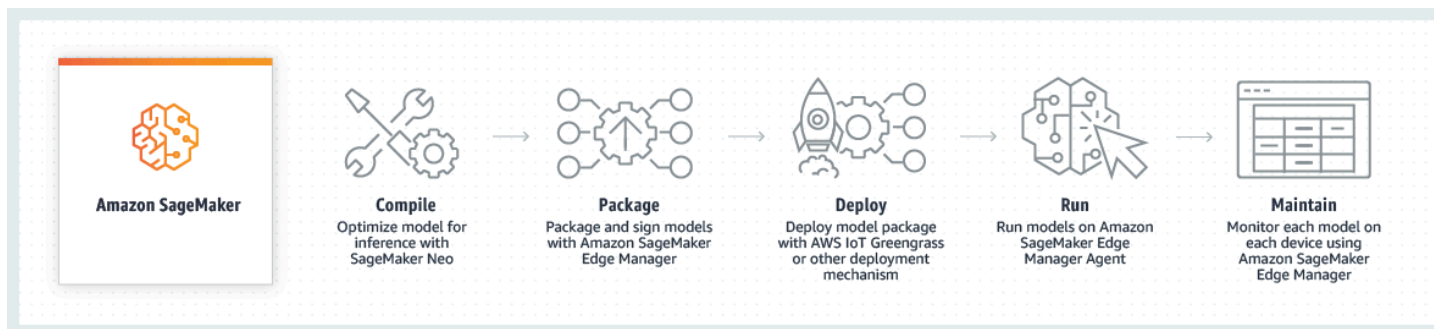 Amazon SageMaker
Compile
Optimize model for
inference with
SageMaker Neo
Package
Package and sign models
with Amazon SageMaker
Edge Manager
Deploy
Deploy model package
with AWS IoT Greengrass
or other deployment
mechanism
Run
Run models on Amazon
SageMaker Edge
Manager Agent
Maintain
Monitor each model on
each device using
Amazon SageMaker
Edge Manager